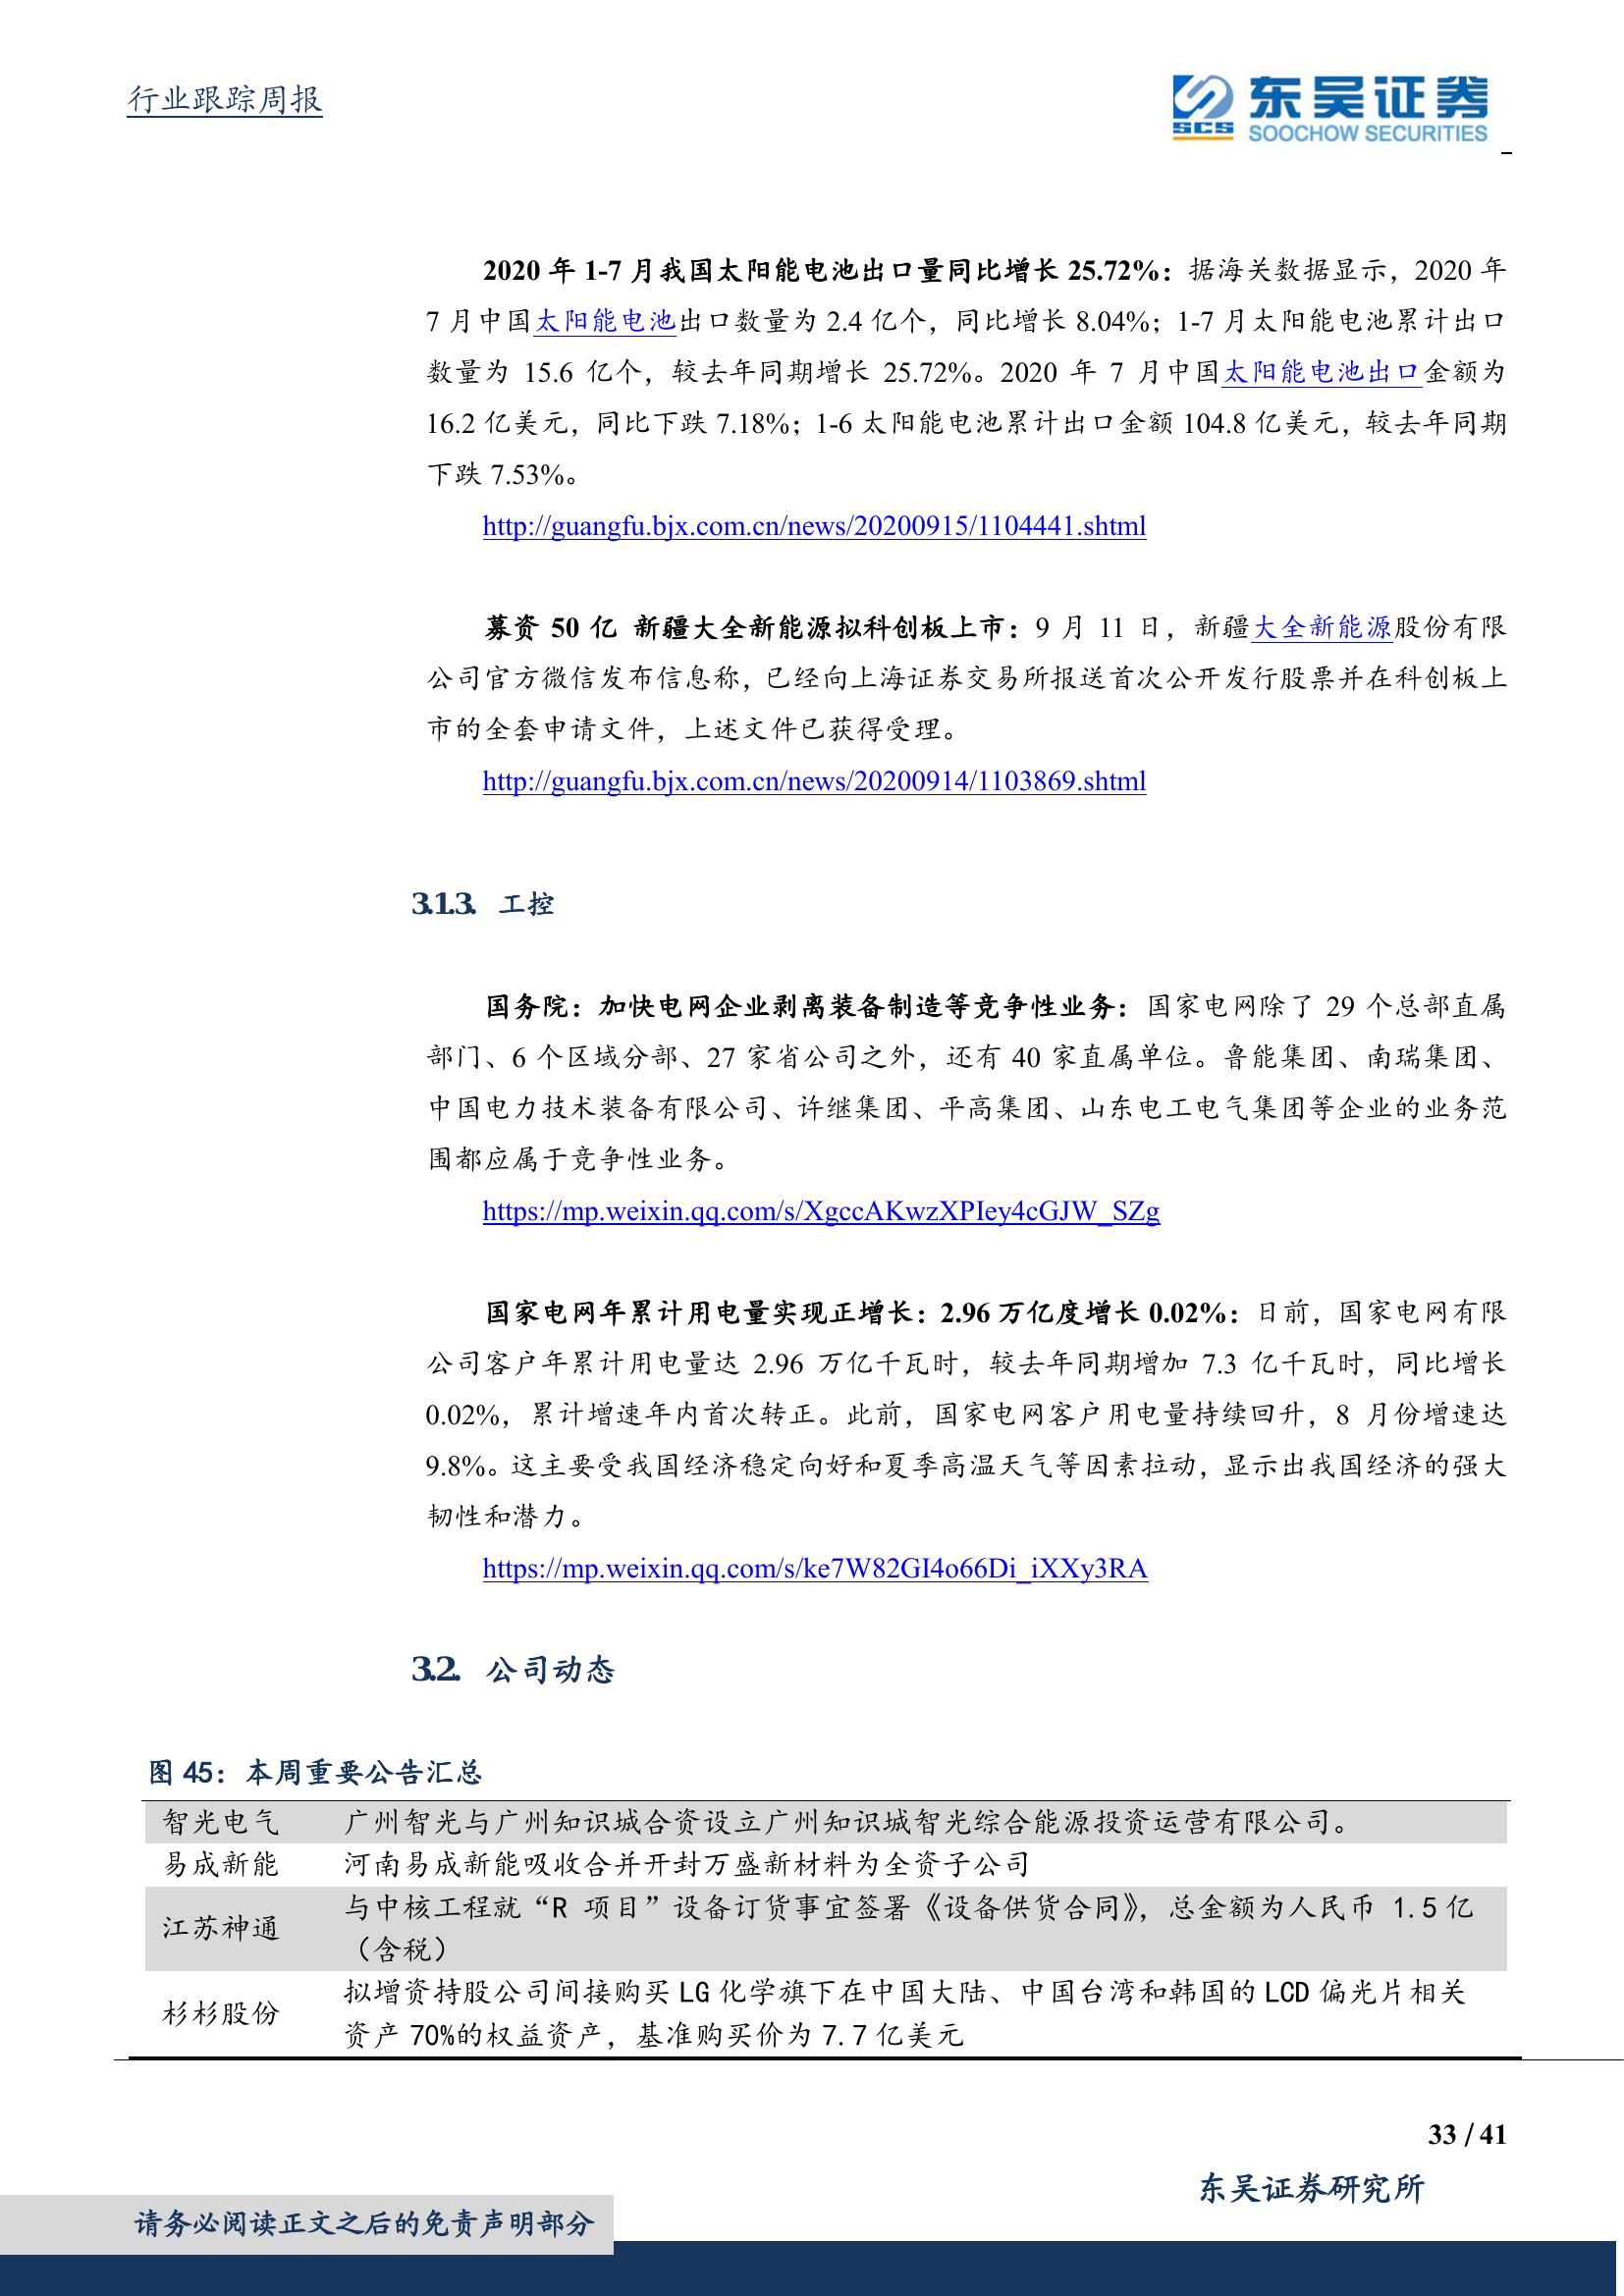 行业跟踪周报
SCS
东吴证券
SOOCHOW SECURITIES
2020 年 1-7 月我国太阳能电池出口量同比增长 25.72%：据海关数据显示，2020 年
7 月中国太阳能电池出口数量为 2.4 亿个，同比增长 8.04%；1-7 月太阳能电池累计出口
数量为 15.6 亿个，较去年同期增长 25.72%。2020 年 7 月中国太阳能电池出口金额为
16.2 亿美元，同比下跌 7.18%；1-6 太阳能电池累计出口金额 104.8 亿美元，较去年同期
下跌 7.53%。
http://guangfu.bjx.com.cn/news/20200915/1104441.shtml
募资 50 亿 新疆大全新能源拟科创板上市：9 月 11 日，新疆大全新能源股份有限
公司官方微信发布信息称，已经向上海证券交易所报送首次公开发行股票并在科创板上
市的全套申请文件，上述文件已获得受理。
http://guangfu.bjx.com.cn/news/20200914/1103869.shtml
3.1.3. 工控
国务院：加快电网企业剥离装备制造等竞争性业务：国家电网除了 29 个总部直属
部门、6 个区域分部、27 家省公司之外，还有 40 家直属单位。鲁能集团、南瑞集团、
中国电力技术装备有限公司、许继集团、平高集团、山东电工电气集团等企业的业务范
围都应属于竞争性业务。
https://mp.weixin.qq.com/s/XgccAKwzXPIey4cGJW_SZg
国家电网年累计用电量实现正增长：2.96 万亿度增长 0.02%：日前，国家电网有限
公司客户年累计用电量达 2.96 万亿千瓦时，较去年同期增加 7.3 亿千瓦时，同比增长
0.02%，累计增速年内首次转正。此前，国家电网客户用电量持续回升，8 月份增速达
9.8%。这主要受我国经济稳定向好和夏季高温天气等因素拉动，显示出我国经济的强大
韧性和潜力。
https://mp.weixin.qq.com/s/ke7W82GI4o66Di_iXXy3RA
3.2. 公司动态
图 45：本周重要公告汇总
智光电气 广州智光与广州知识城合资设立广州知识城智光综合能源投资运营有限公司。
易成新能 河南易成新能吸收合并开封万盛新材料为全资子公司
江苏神通 与中核工程就“R 项目”设备订货事宜签署《设备供货合同》，总金额为人民币 1.5 亿
（含税）
杉杉股份 拟增资持股公司间接购买 LG 化学旗下在中国大陆、中国台湾和韩国的 LCD 偏光片相关
资产 70%的权益资产，基准购买价为 7.7 亿美元
33 / 41
东吴证券研究所
请务必阅读正文之后的免责声明部分